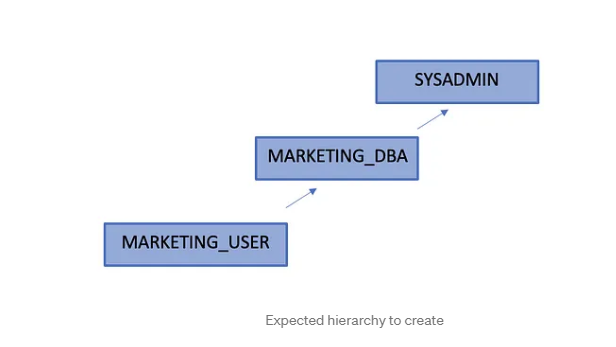 SYSADMIN
MARKETING_DBA
MARKETING_USER
Expected hierarchy to create